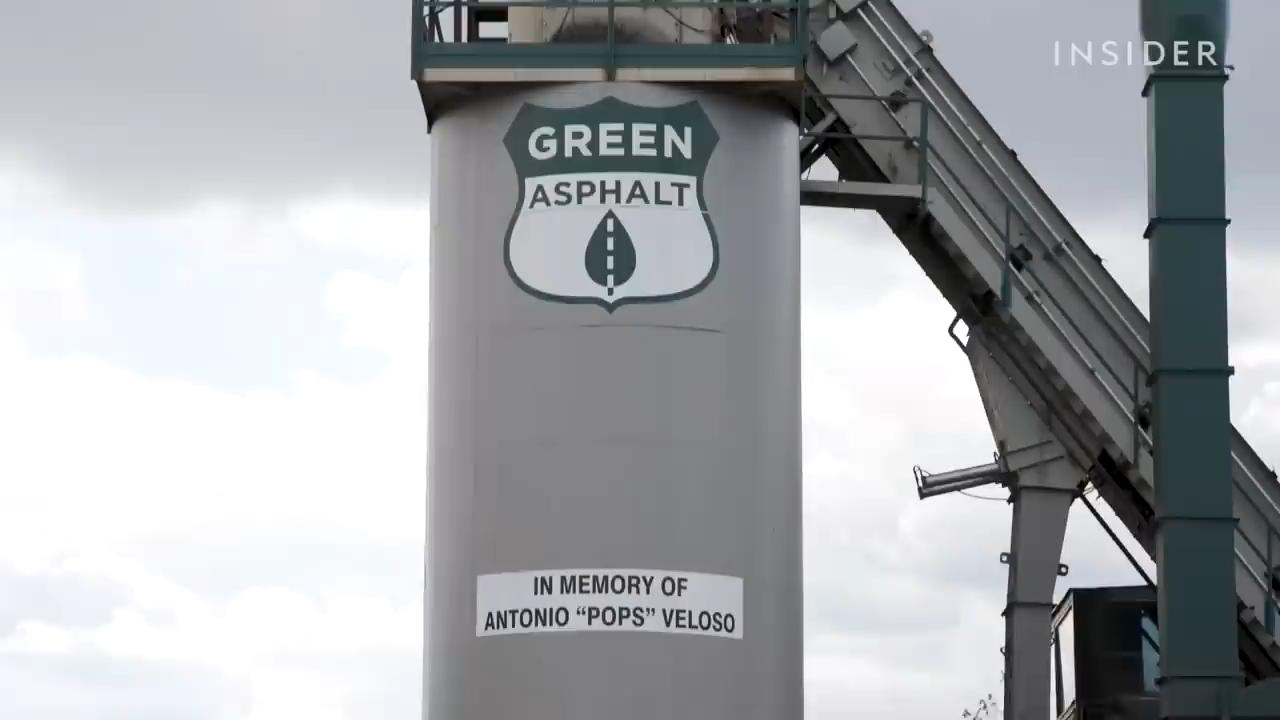 INSIDER
GREEN
ASPHALT
IN MEMORY OF
ANTONIO “POPS” VELOSO